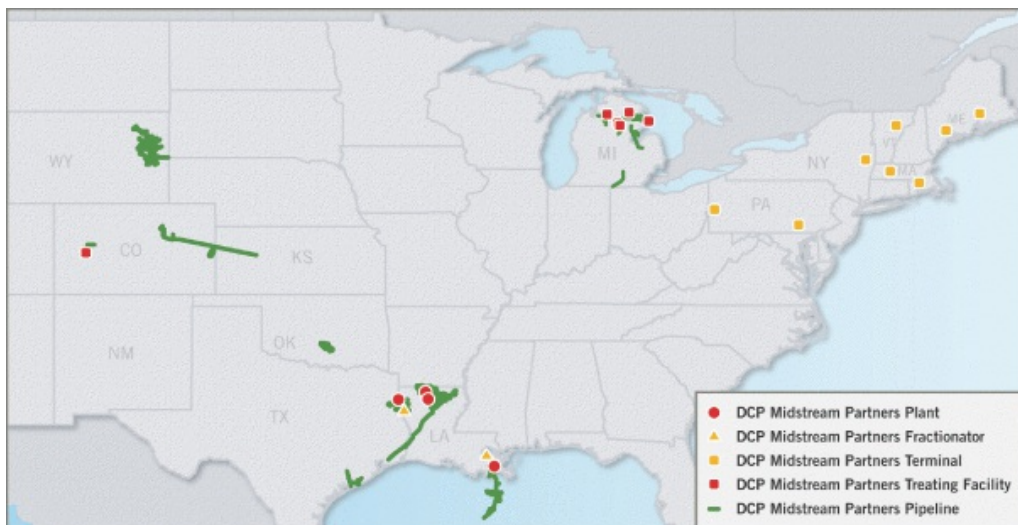 ME
WY
VT
MI
NY
MA
PA
CO
KS
OK
NM
TX
LA
DCP Midstream Partners Plant
DCP Midstream Partners Fractionator
DCP Midstream Partners Terminal
DCP Midstream Partners Treating Facility
DCP Midstream Partners Pipeline